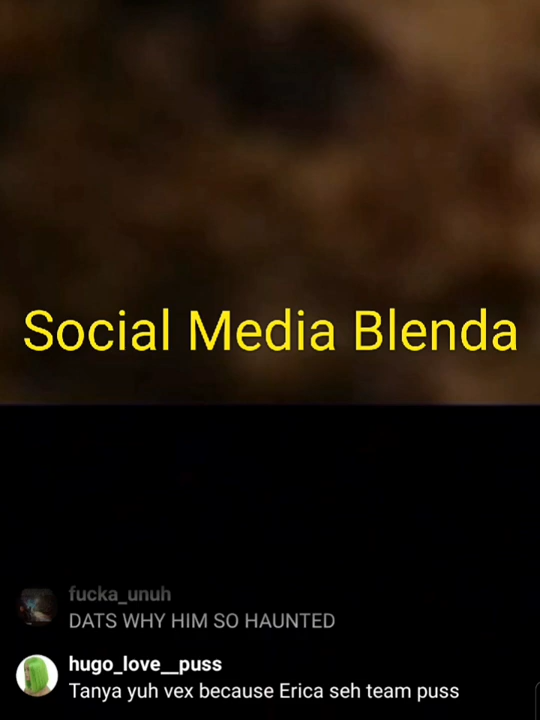 Social Media Blenda
fucka_unuh
DATS WHY HIM SO HAUNTED
hugo_love__puss
Tanya yuh vex because Erica seh team puss